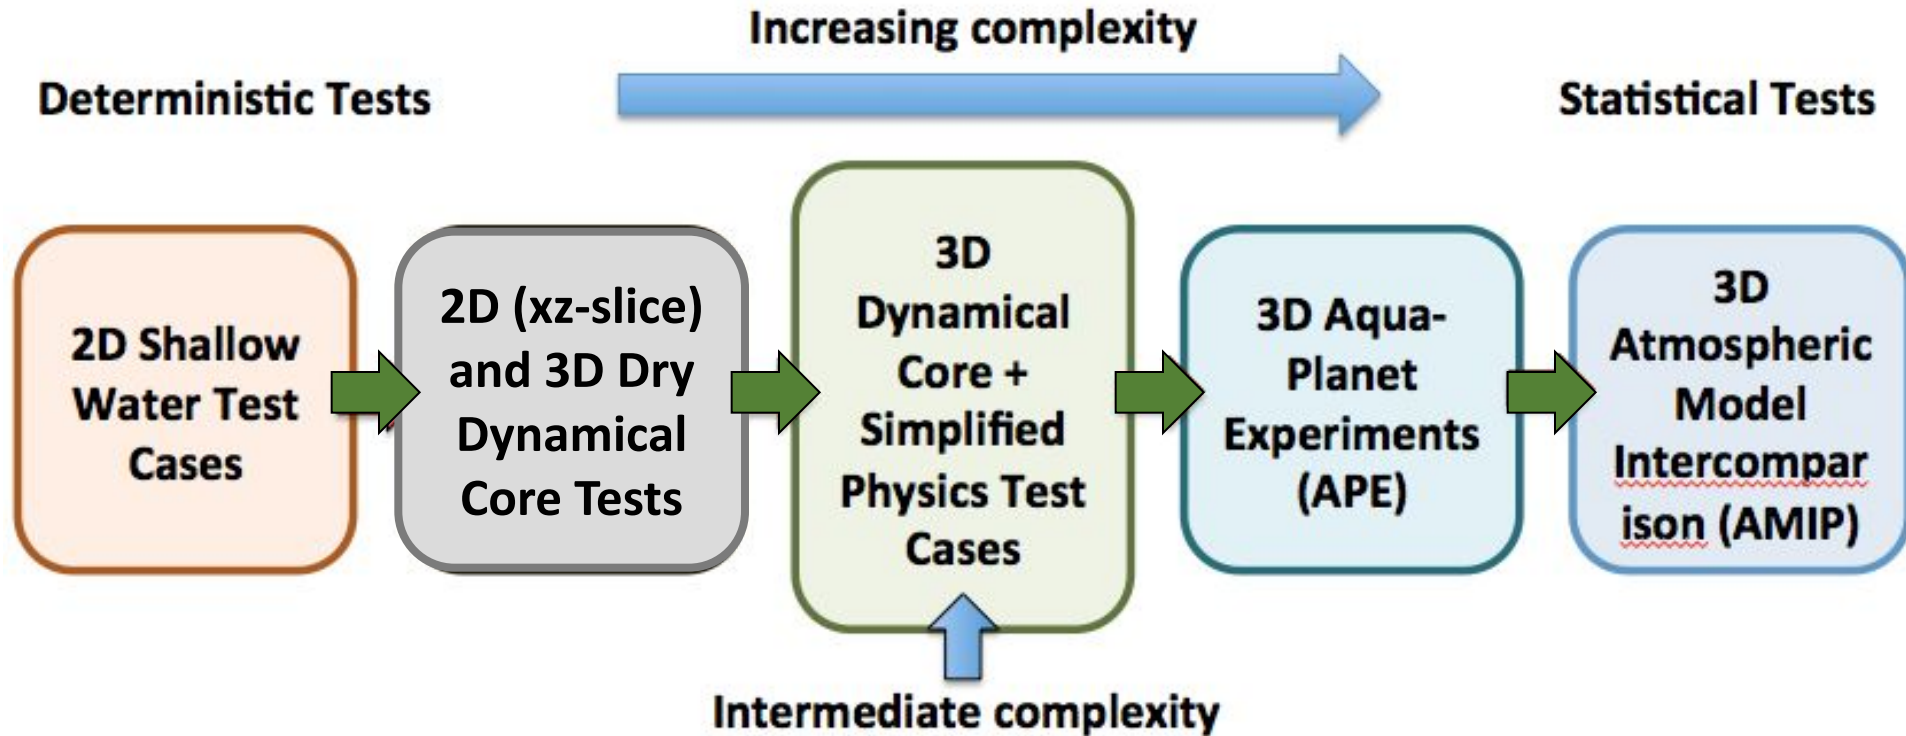 Increasing complexity
Deterministic Tests
Statistical Tests
2D Shallow
Water Test
Cases
2D (xz-slice)
and 3D Dry
Dynamical
Core Tests
3D
Dynamical
Core +
Simplified
Physics Test
Cases
3D Aqua-
Planet
Experiments
(APE)
3D
Atmospheric
Model
Intercompar
ison (AMIP)
Intermediate complexity